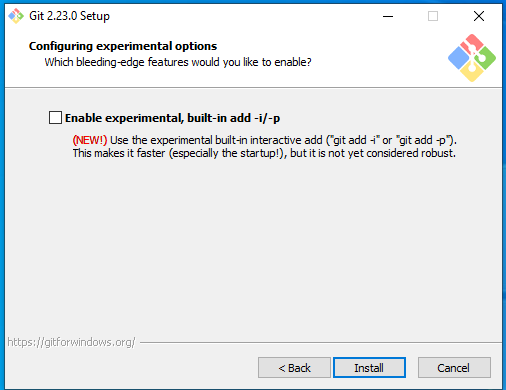 Git 2.23.0 Setup
Configuring experimental options
Which bleeding-edge features would you like to enable?
Enable experimental, built-in add -i/-p
(NEW!) Use the experimental built-in interactive add ("git add -i" or "git add -p").
This makes it faster (especially the startup!), but it is not yet considered robust.
https://gitforwindows.org/
< Back Install Cancel